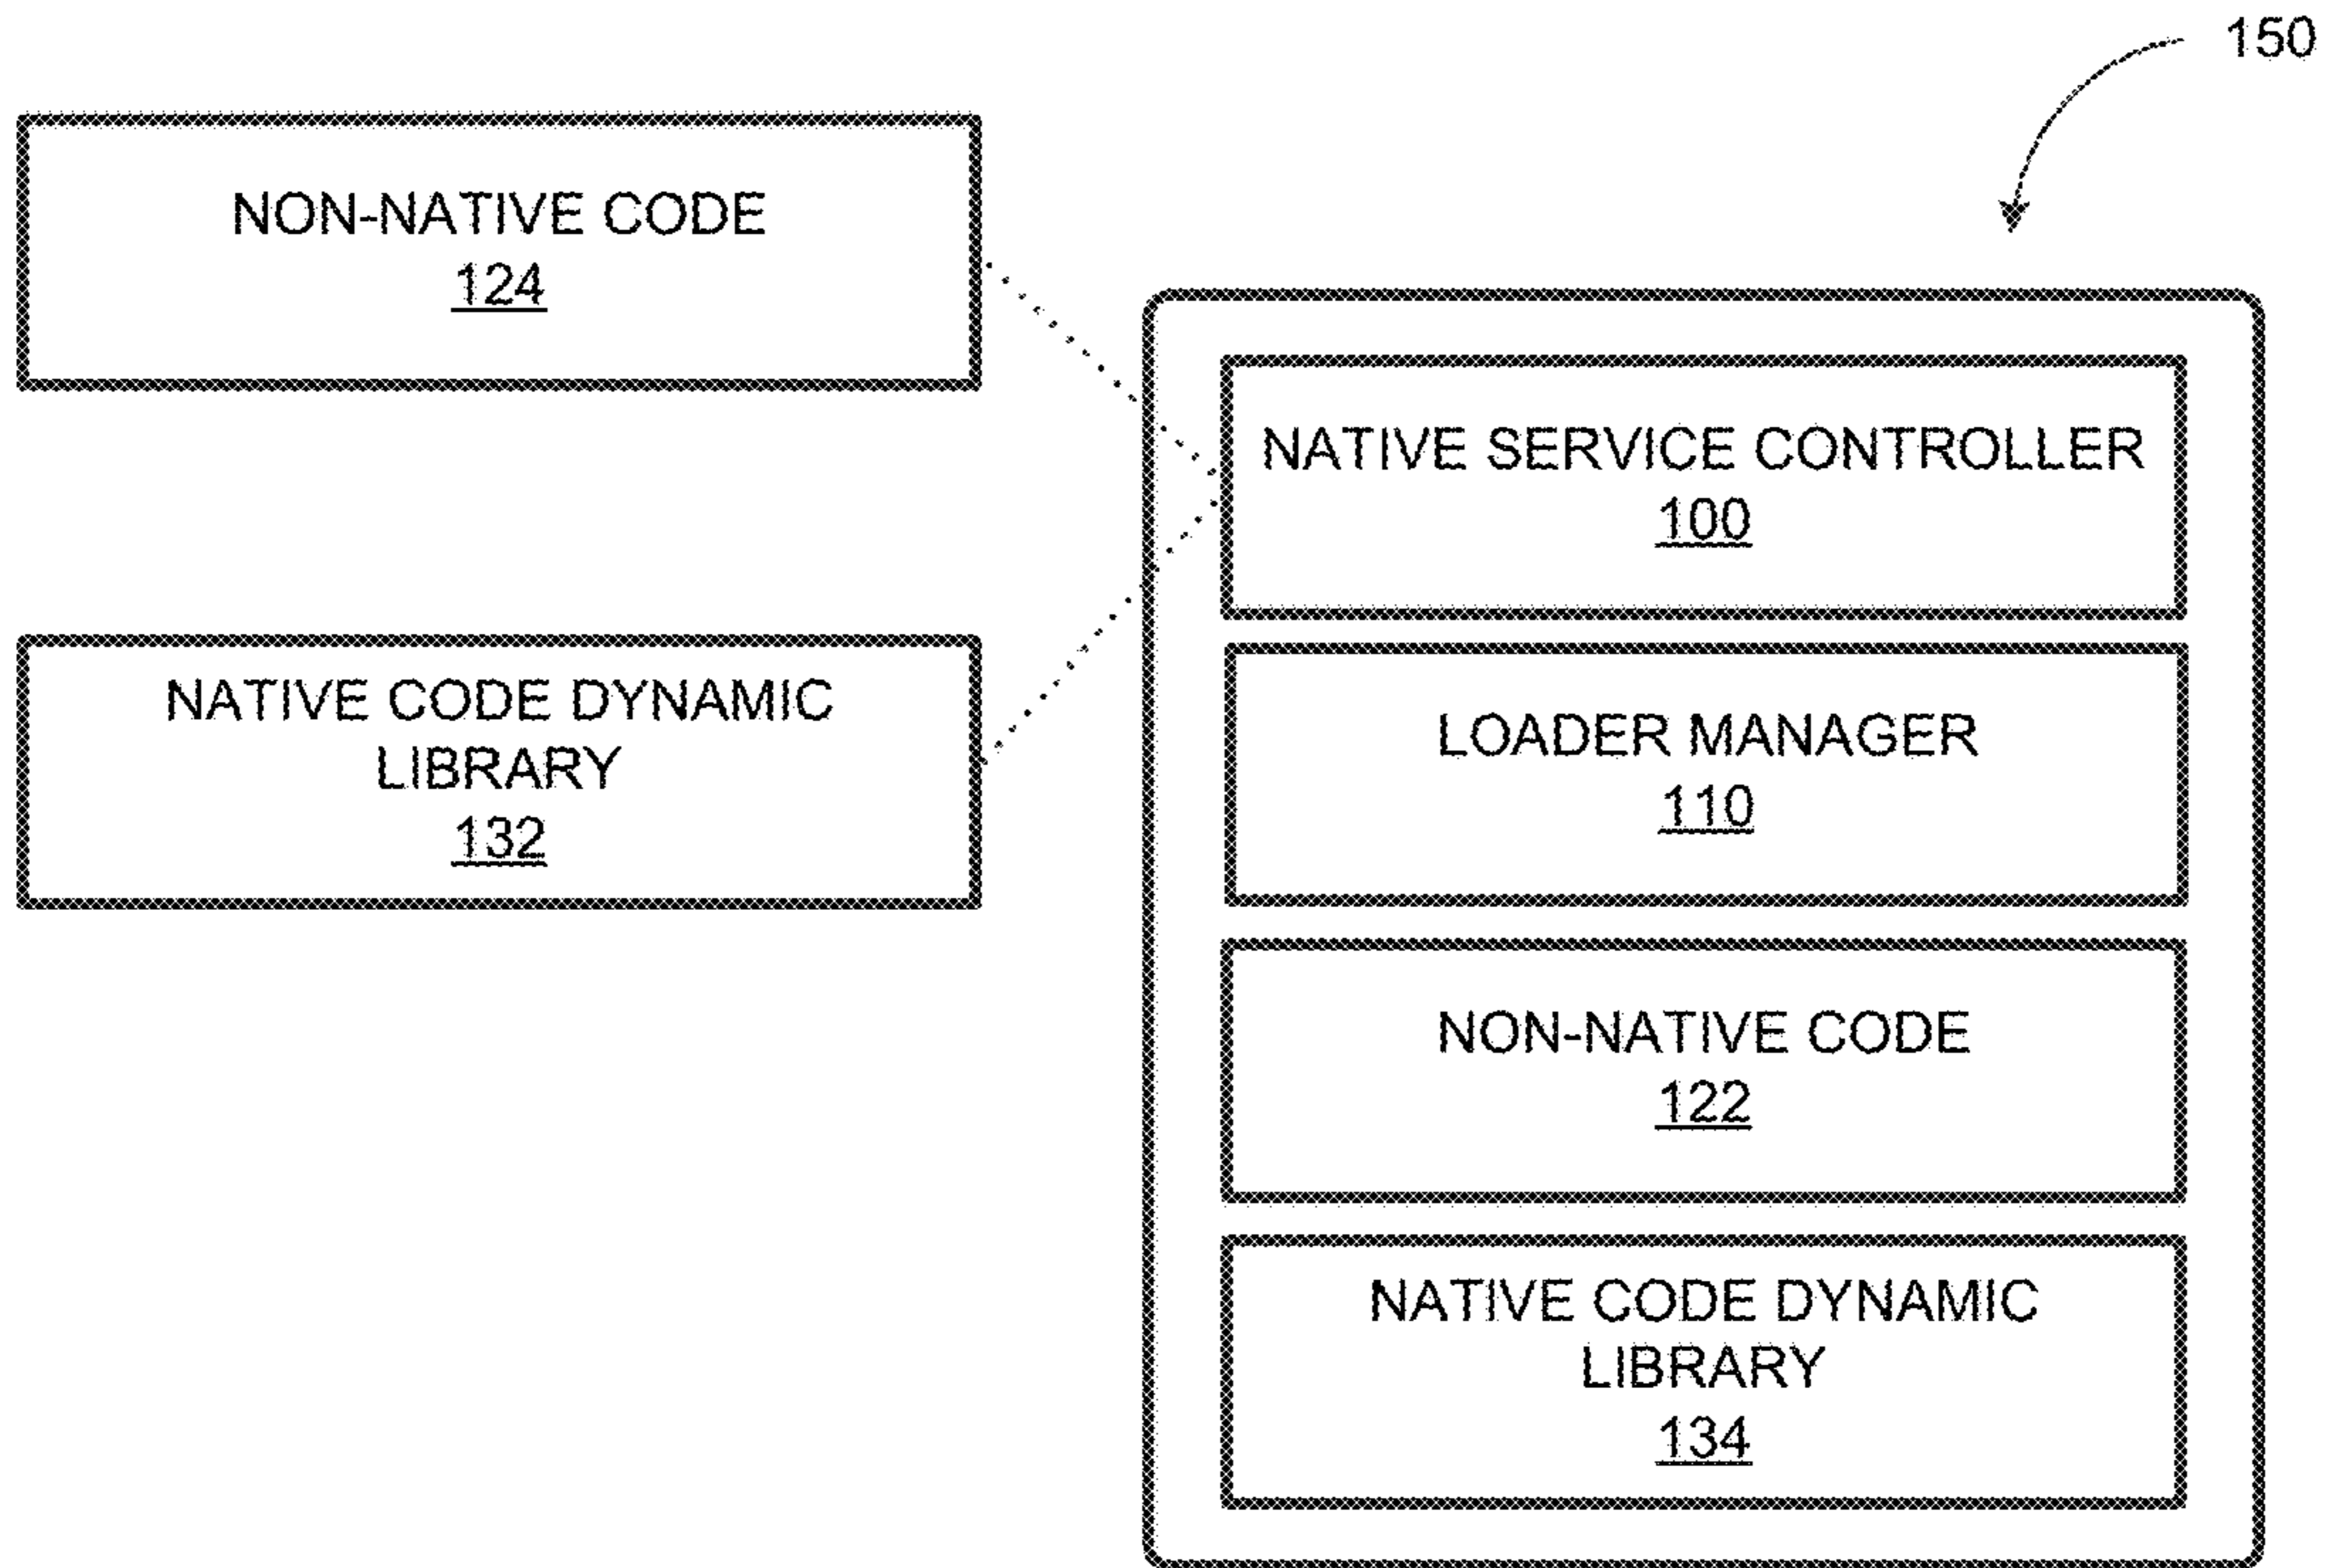 150
NON-NATIVE CODE
124
NATIVE CODE DYNAMIC
LIBRARY
132
NATIVE SERVICE CONTROLLER
100
LOADER MANAGER
110
NON-NATIVE CODE
122
NATIVE CODE DYNAMIC
LIBRARY
134